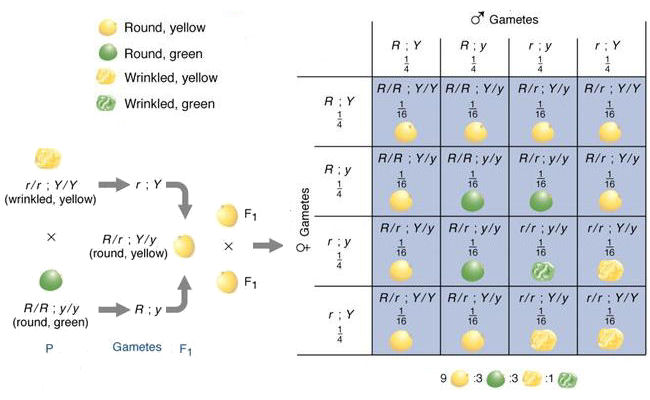 Round, yellow
Round, green
Wrinkled, yellow
Wrinkled, green
r/r ; Y/Y
(wrinkled, yellow)
r ; Y
×
R/r ; Y/y
(round, yellow)
F1
×
F1
R/R ; y/y
(round, green)
R ; y
P Gametes F1
♂ Gametes
R ; Y R ; y r ; y r ; Y
1/4 1/4 1/4 1/4
♀ Gametes
R ; Y
1/4
R/R ; Y/Y R/R ; Y/y R/r ; Y/y R/r ; Y/Y
1/16 1/16 1/16 1/16
R ; y
1/4
R/R ; Y/y R/R ; y/y R/r ; y/y R/r ; Y/y
1/16 1/16 1/16 1/16
r ; y
1/4
R/r ; Y/y R/r ; y/y r/r ; y/y r/r ; Y/y
1/16 1/16 1/16 1/16
r ; Y
1/4
R/r ; Y/Y R/r ; Y/y r/r ; Y/y r/r ; Y/Y
1/16 1/16 1/16 1/16
9 :3 :3 :1